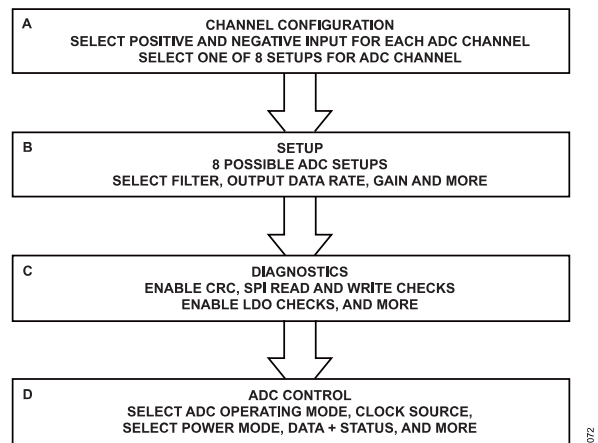 A
CHANNEL CONFIGURATION
SELECT POSITIVE AND NEGATIVE INPUT FOR EACH ADC CHANNEL
SELECT ONE OF 8 SETUPS FOR ADC CHANNEL
B
SETUP
8 POSSIBLE ADC SETUPS
SELECT FILTER, OUTPUT DATA RATE, GAIN AND MORE
C
DIAGNOSTICS
ENABLE CRC, SPI READ AND WRITE CHECKS
ENABLE LDO CHECKS, AND MORE
D
ADC CONTROL
SELECT ADC OPERATING MODE, CLOCK SOURCE,
SELECT POWER MODE, DATA + STATUS, AND MORE
072